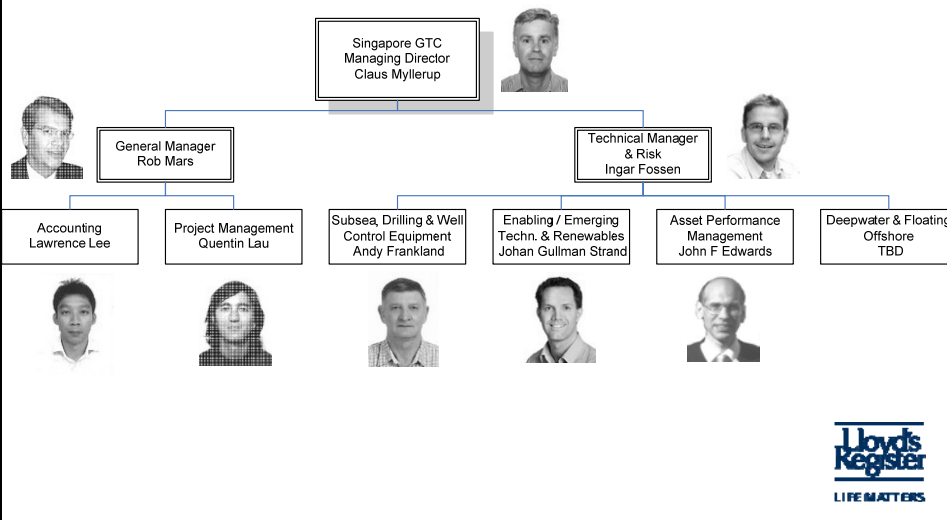 Singapore GTC
Managing Director
Claus Myllerup
General Manager
Rob Mars
Technical Manager
& Risk
Ingar Fossen
Accounting
Lawrence Lee
Project Management
Quentin Lau
Subsea, Drilling & Well
Control Equipment
Andy Frankland
Enabling / Emerging
Techn. & Renewables
Johan Gullman Strand
Asset Performance
Management
John F Edwards
Deepwater & Floating
Offshore
TBD
Lloyd's
Register
LIFE MATTERS